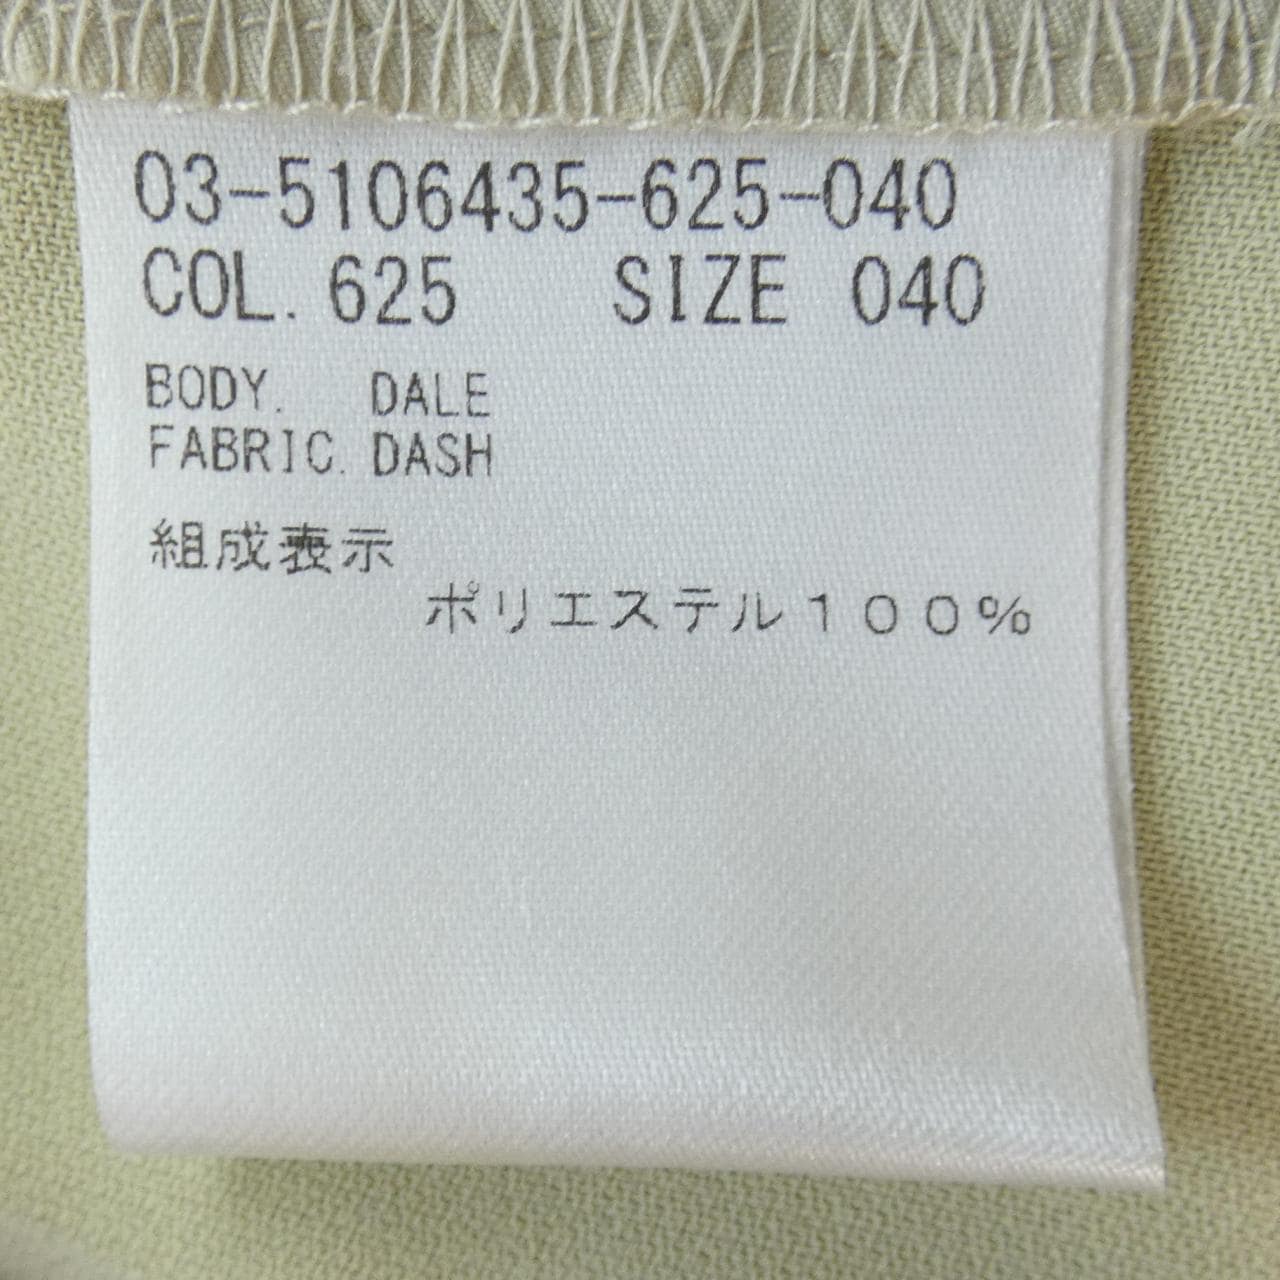 03-5106435-625-040
COL. 625 SIZE 040
BODY. DALE
FABRIC. DASH
組成表示
ポリエステル100%